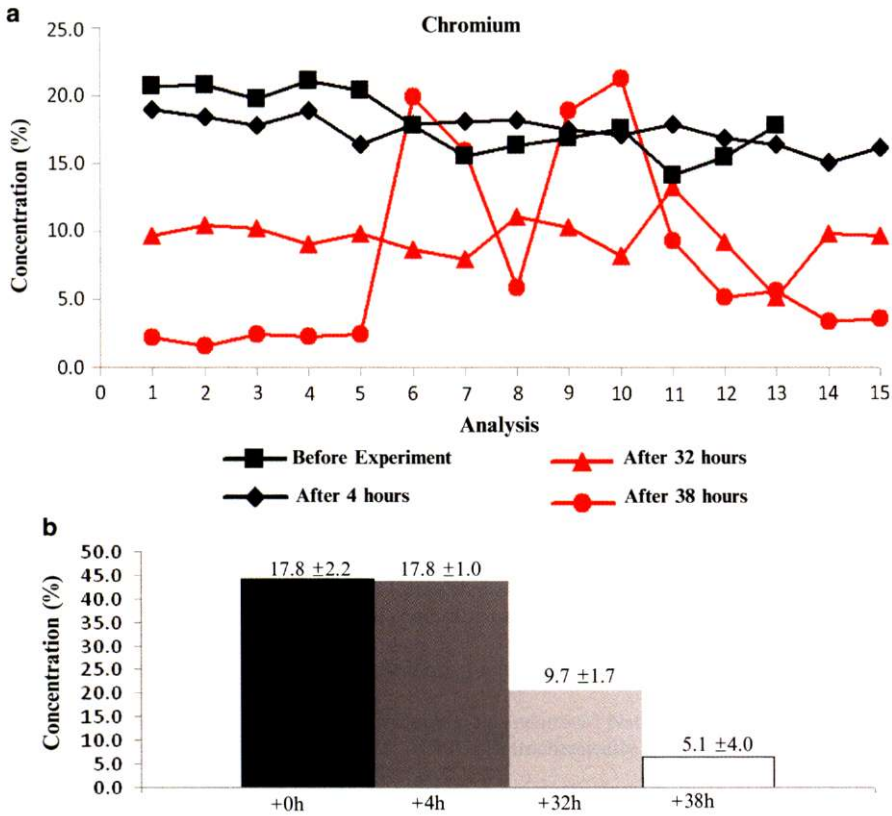 a
Chromium
25.0
20.0
15.0
10.0
5.0
0.0
Concentration (%)
0 1 2 3 4 5 6 7 8 9 10 11 12 13 14 15
Analysis
Before Experiment
After 32 hours
After 4 hours
After 38 hours
b
50.0
45.0
40.0
35.0
30.0
25.0
20.0
15.0
10.0
5.0
0.0
Concentration (%)
17.8 ±2.2
17.8 ±1.0
9.7 ±1.7
5.1 ±4.0
+0h +4h +32h +38h